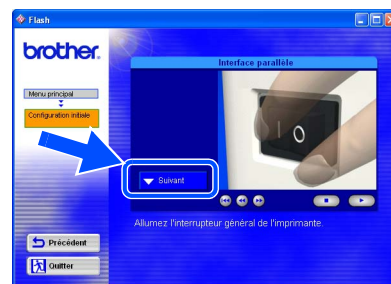 Flash
brother
Interface parallèle
Menu principal
Configuration initiale
Suivant
Allumez l'interrupteur général de l'imprimante.
Précédent
Quitter